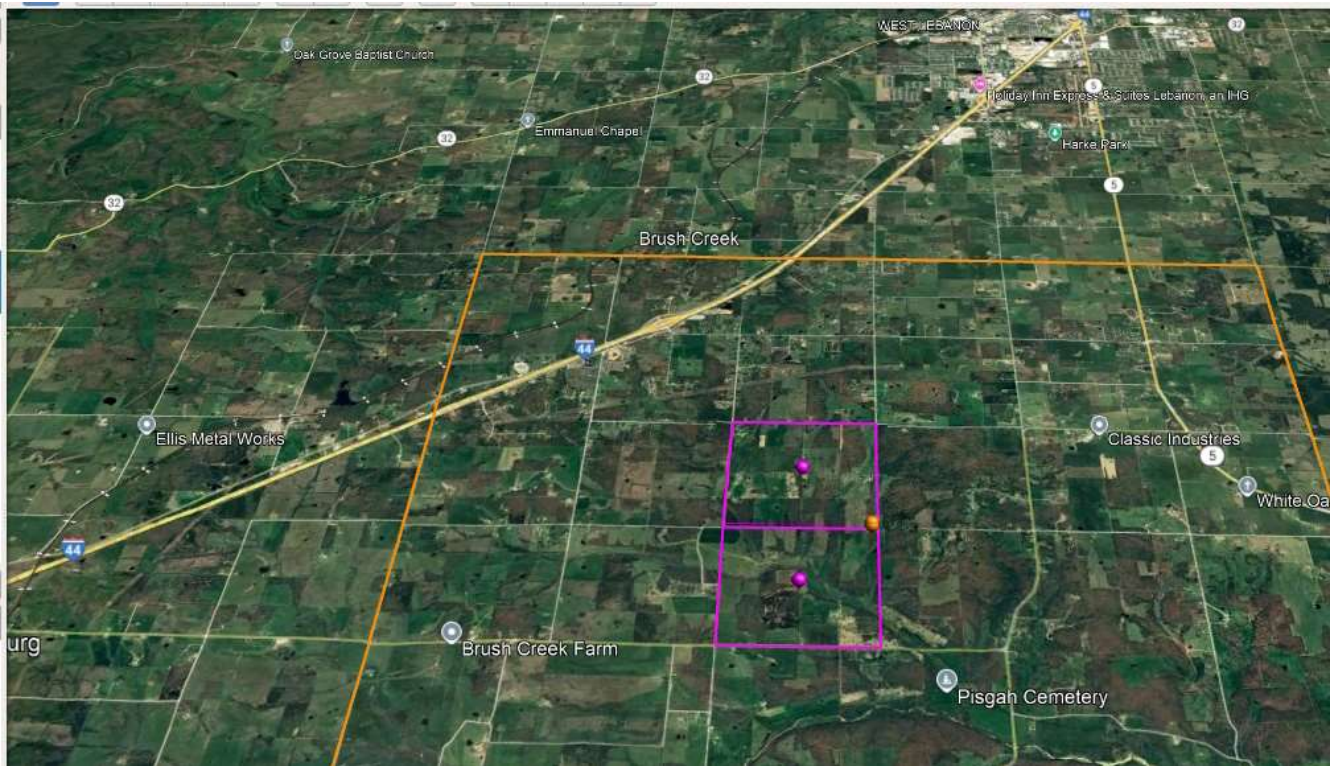 WEST LEBANON
44
32
Oak Grove Baptist Church
32
5
Holiday Inn Express & Suites Lebanon, an IHG
Emmanuel Chapel
32
Harke Park
5
32
Brush Creek
44
Ellis Metal Works
Classic Industries
5
White Oa
44
urg
Brush Creek Farm
Pisgah Cemetery